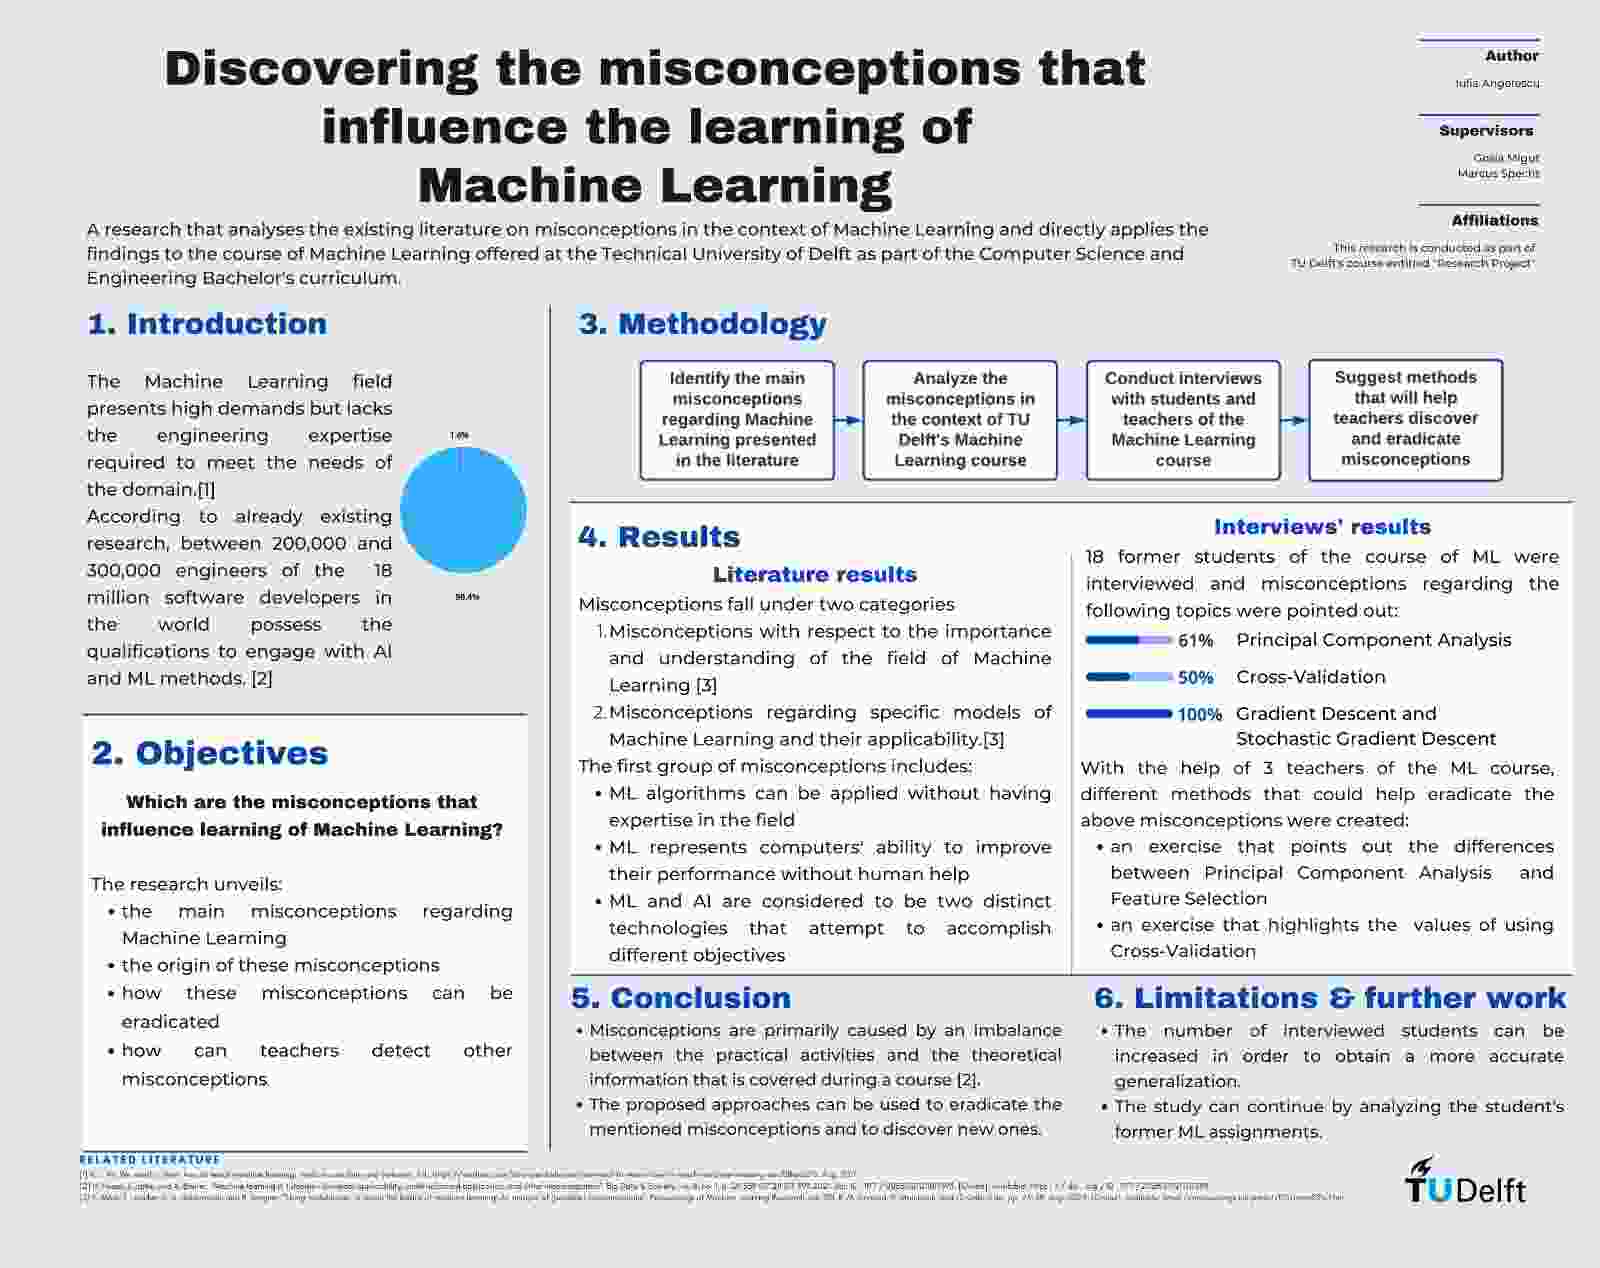 Discovering the misconceptions that
influence the learning of
Machine Learning
A research that analyses the existing literature on misconceptions in the context of Machine Learning and directly applies the
findings to the course of Machine Learning offered at the Technical University of Delft as part of the Computer Science and
Engineering Bachelor's curriculum.
Author
Iulia Angelescu
Supervisors
Gosia Migut
Marcus Specht
Affiliations
This research is conducted as part of
TU Delft's course entitled "Research Project"
1. Introduction
The Machine Learning field
presents high demands but lacks
the engineering expertise
required to meet the needs of
the domain.[1]
According to already existing
research, between 200,000 and
300,000 engineers of the 18
million software developers in
the world possess the
qualifications to engage with AI
and ML methods. [2]
1.6%
98.4%
2. Objectives
Which are the misconceptions that
influence learning of Machine Learning?
The research unveils:
• the main misconceptions regarding
Machine Learning
• the origin of these misconceptions
• how these misconceptions can be
eradicated
• how can teachers detect other
misconceptions
3. Methodology
Identify the main
misconceptions
regarding Machine
Learning presented
in the literature
Analyze the
misconceptions in
the context of TU
Delft's Machine
Learning course
Conduct interviews
with students and
teachers of the
Machine Learning
course
Suggest methods
that will help
teachers discover
and eradicate
misconceptions
4. Results
Literature results
Misconceptions fall under two categories
1. Misconceptions with respect to the importance
and understanding of the field of Machine
Learning [3]
2. Misconceptions regarding specific models of
Machine Learning and their applicability.[3]
The first group of misconceptions includes:
• ML algorithms can be applied without having
expertise in the field
• ML represents computers' ability to improve
their performance without human help
• ML and AI are considered to be two distinct
technologies that attempt to accomplish
different objectives
Interviews' results
18 former students of the course of ML were
interviewed and misconceptions regarding the
following topics were pointed out:
61% Principal Component Analysis
50% Cross-Validation
100% Gradient Descent and
Stochastic Gradient Descent
With the help of 3 teachers of the ML course,
different methods that could help eradicate the
above misconceptions were created:
• an exercise that points out the differences
between Principal Component Analysis and
Feature Selection
• an exercise that highlights the values of using
Cross-Validation
5. Conclusion
• Misconceptions are primarily caused by an imbalance
between the practical activities and the theoretical
information that is covered during a course [2].
• The proposed approaches can be used to eradicate the
mentioned misconceptions and to discover new ones.
6. Limitations & further work
• The number of interviewed students can be
increased in order to obtain a more accurate
generalization.
• The study can continue by analyzing the student's
former ML assignments.
RELATED LITERATURE
TU Delft